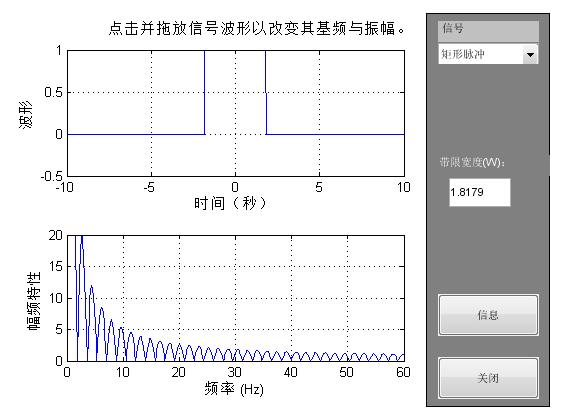 点击并拖放信号波形以改变其基频与振幅。
信号
矩形脉冲
1
0.5
0
-0.5
波形
-10
-5
0
5
10
时间（秒）
带限宽度(W):
1.8179
20
15
10
5
0
幅频特性
0
10
20
30
40
50
60
频率 (Hz)
信息
关闭